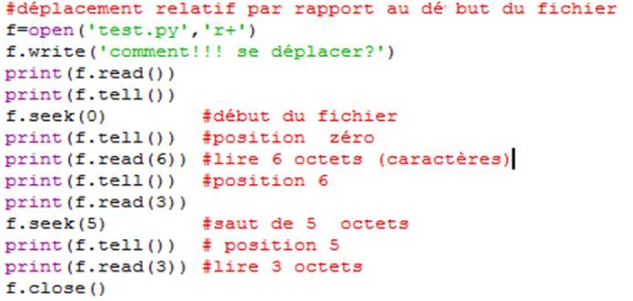 #déplacement relatif par rapport au dé but du fichier
f=open('test.py','r+')
f.write('comment!!! se déplacer?')
print(f.read())
print(f.tell())
f.seek(0) #début du fichier
print(f.tell()) #position zéro
print(f.read(6)) #lire 6 octets (caractères)
print(f.tell()) #position 6
print(f.read(3))
f.seek(5) #saut de 5 octets
print(f.tell()) # position 5
print(f.read(3)) #lire 3 octets
f.close()